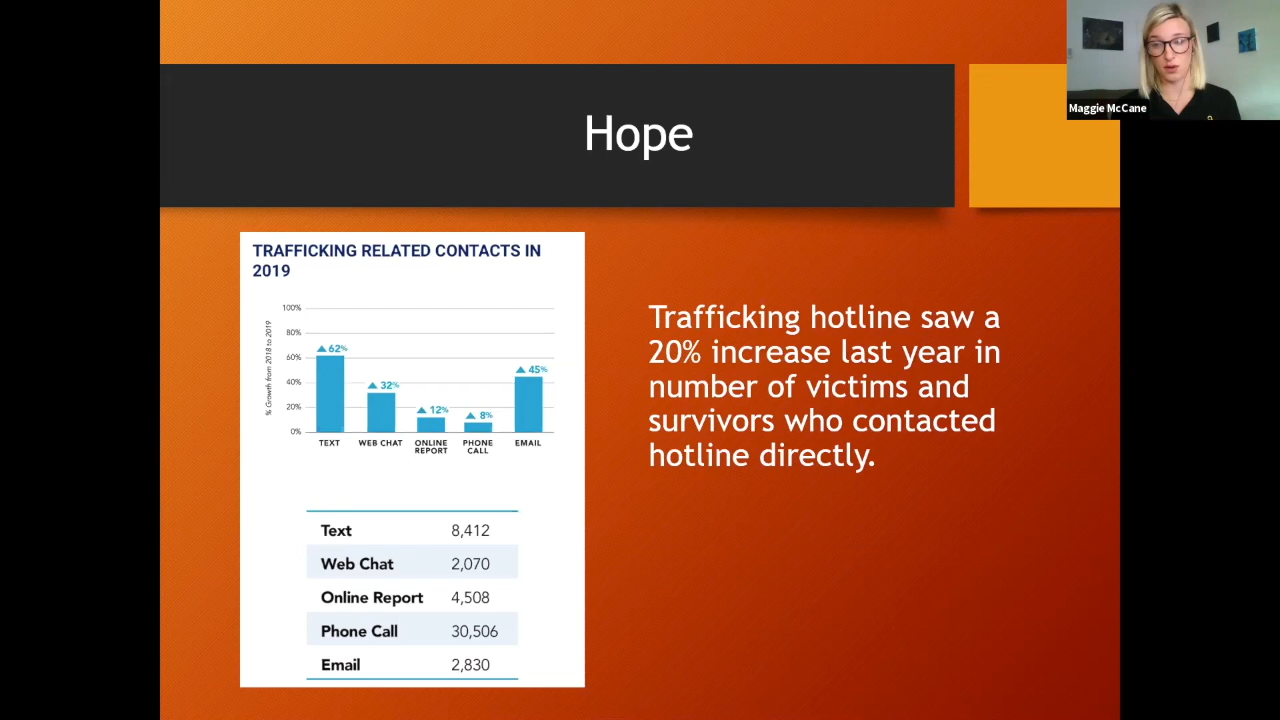 Maggie McCane
Hope
TRAFFICKING RELATED CONTACTS IN
2019
% Growth from 2018 to 2019
100%
80%
60%
40%
20%
0%
62%
32%
12%
8%
45%
TEXT
WEB CHAT
ONLINE
REPORT
PHONE
CALL
EMAIL
Text 8,412
Web Chat 2,070
Online Report 4,508
Phone Call 30,506
Email 2,830
Trafficking hotline saw a
20% increase last year in
number of victims and
survivors who contacted
hotline directly.